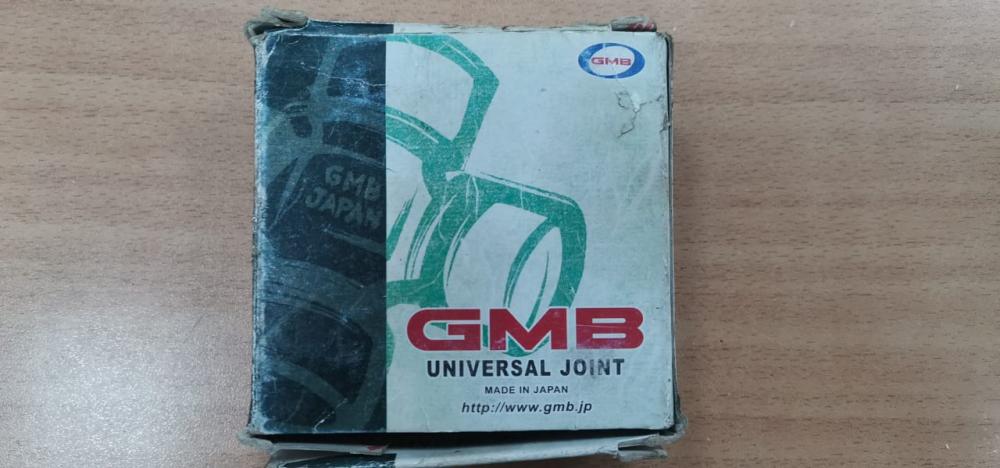 GMB
GMB
JAPAN
GMB
UNIVERSAL JOINT
MADE IN JAPAN
http://www.gmb.jp